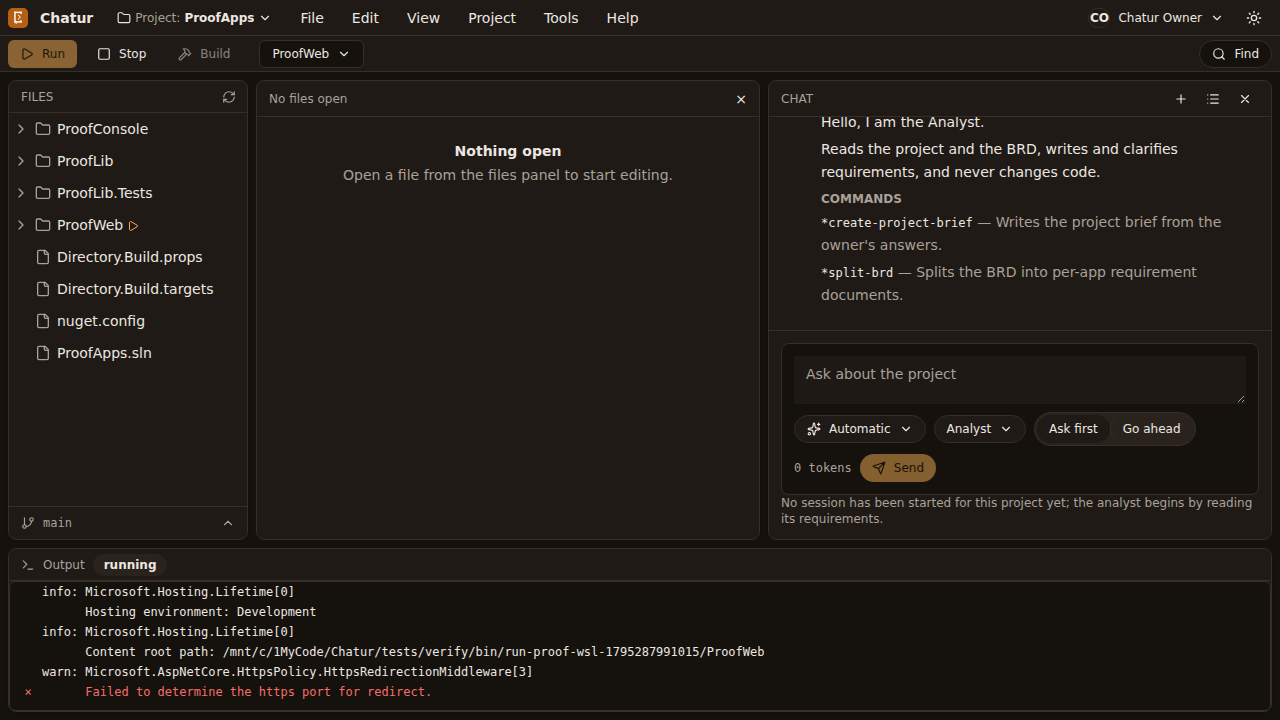 Chatur
Project: ProofApps
File Edit View Project Tools Help
CO Chatur Owner
Run Stop Build ProofWeb Find
FILES
ProofConsole
ProofLib
ProofLib.Tests
ProofWeb
Directory.Build.props
Directory.Build.targets
nuget.config
ProofApps.sln
main
No files open
Nothing open
Open a file from the files panel to start editing.
CHAT
Hello, I am the Analyst.
Reads the project and the BRD, writes and clarifies
requirements, and never changes code.
COMMANDS
*create-project-brief — Writes the project brief from the
owner's answers.
*split-brd — Splits the BRD into per-app requirement
documents.
Ask about the project
Automatic Analyst Ask first Go ahead
0 tokens Send
No session has been started for this project yet; the analyst begins by reading
its requirements.
Output running
info: Microsoft.Hosting.Lifetime[0]
Hosting environment: Development
info: Microsoft.Hosting.Lifetime[0]
Content root path: /mnt/c/1MyCode/Chatur/tests/verify/bin/run-proof-wsl-1795287991015/ProofWeb
warn: Microsoft.AspNetCore.HttpsPolicy.HttpsRedirectionMiddleware[3]
× Failed to determine the https port for redirect.